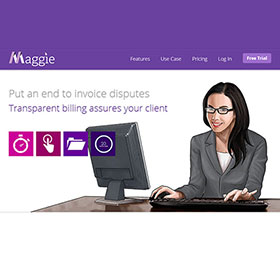 Maggie
Features Use Case Pricing Log In Free Trial
Put an end to invoice disputes
Transparent billing assures your client